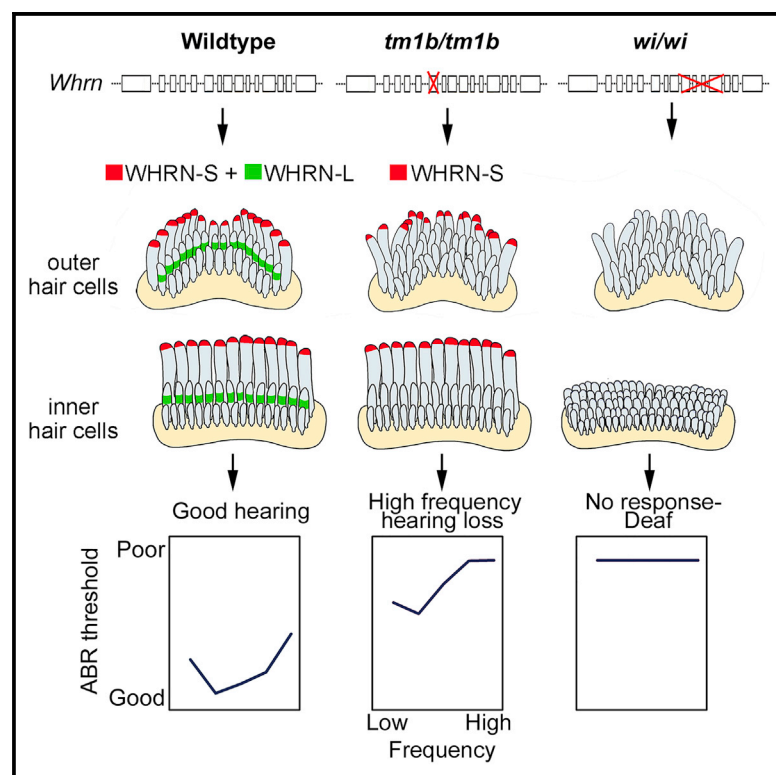 Wildtype
tm1b/tm1b
wi/wi
Whrn
WHRN-S + WHRN-L
WHRN-S
outer
hair cells
inner
hair cells
Good hearing
High frequency
hearing loss
No response-
Deaf
ABR threshold
Poor
Good
Low
High
Frequency